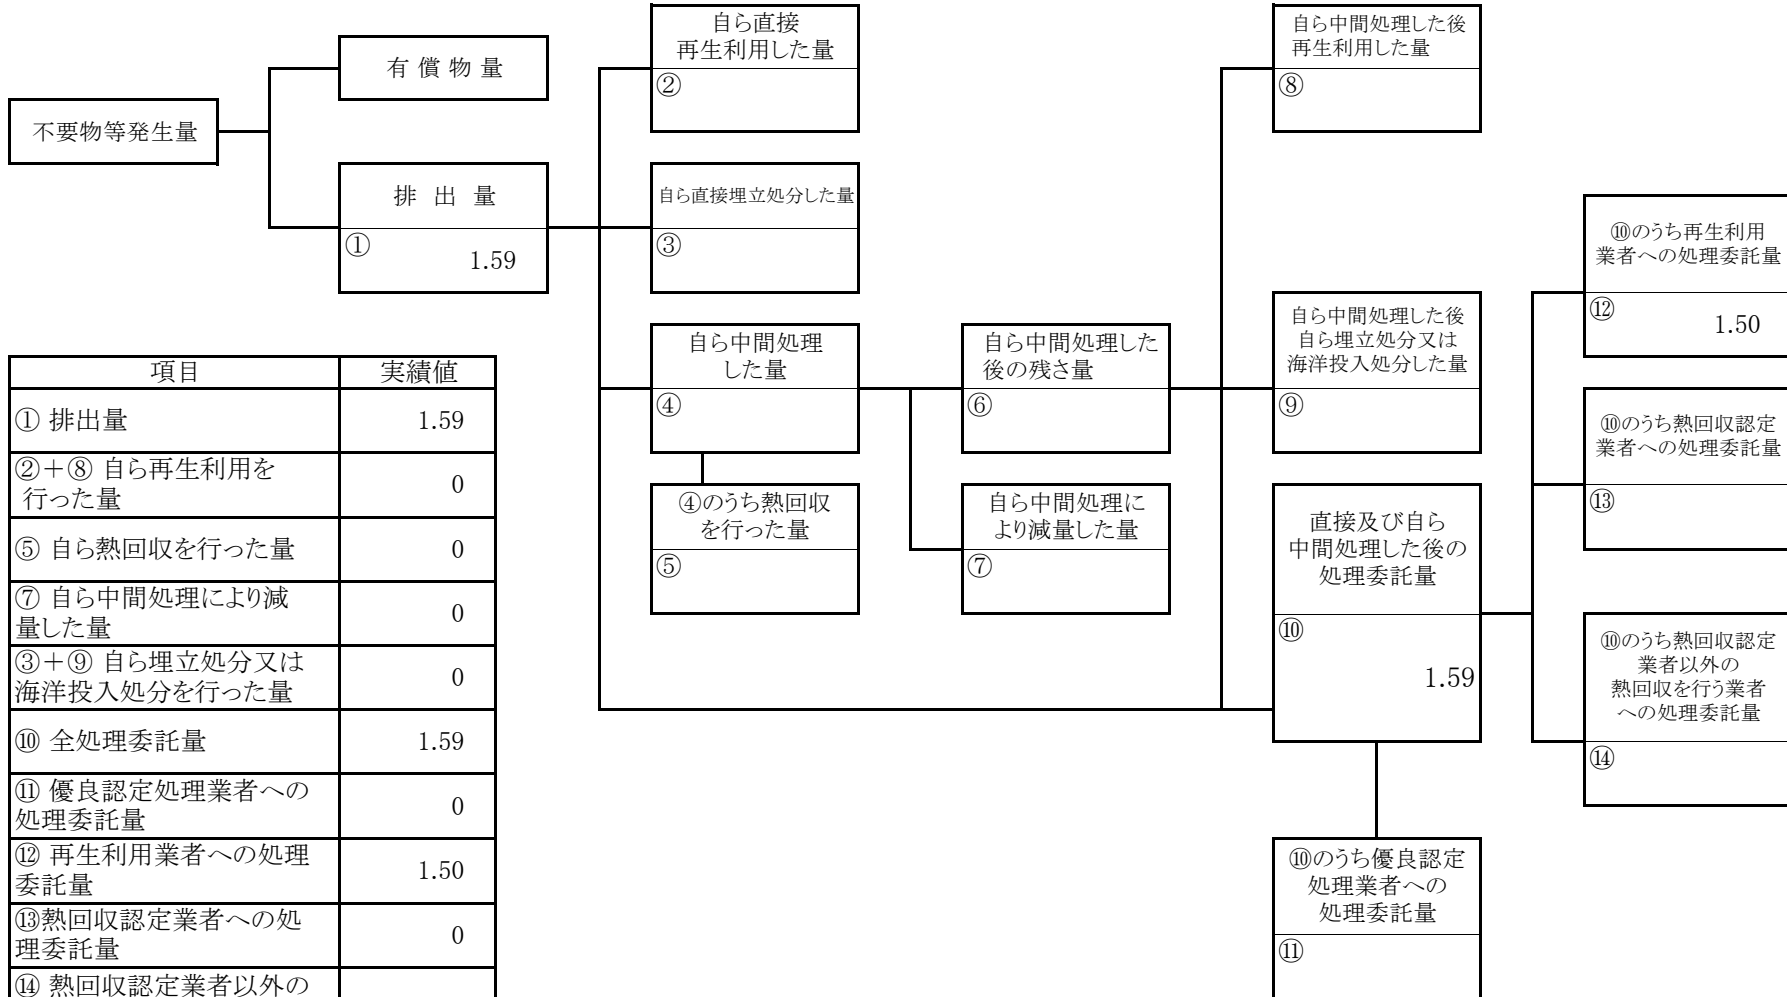 不要物等発生量
有 償 物 量
排 出 量
①
1.59
自ら直接
再生利用した量
②
自ら直接埋立処分した量
③
自ら中間処理
した量
④
④のうち熱回収
を行った量
⑤
自ら中間処理した
後の残さ量
⑥
自ら中間処理に
より減量した量
⑦
自ら中間処理した後
再生利用した量
⑧
自ら中間処理した後
自ら埋立処分又は
海洋投入処分した量
⑨
直接及び自ら
中間処理した後の
処理委託量
⑩
1.59
⑩のうち優良認定
処理業者への
処理委託量
⑪
⑩のうち再生利用
業者への処理委託量
⑫
1.50
⑩のうち熱回収認定
業者への処理委託量
⑬
⑩のうち熱回収認定
業者以外の
熱回収を行う業者
への処理委託量
⑭
項目 実績値
① 排出量 1.59
②＋⑧ 自ら再生利用を
行った量 0
⑤ 自ら熱回収を行った量 0
⑦ 自ら中間処理により減
量した量 0
③＋⑨ 自ら埋立処分又は
海洋投入処分を行った量 0
⑩ 全処理委託量 1.59
⑪ 優良認定処理業者への
処理委託量 0
⑫ 再生利用業者への処理
委託量 1.50
⑬熱回収認定業者への処
理委託量 0
⑭ 熱回収認定業者以外の